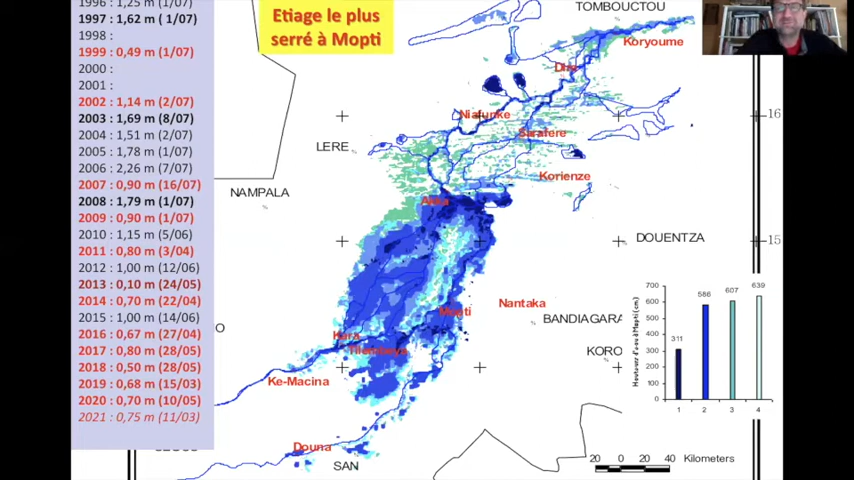 1996 : 1,25 m (1/07)
1997 : 1,62 m ( 1/07)
1998 :
1999 : 0,49 m (1/07)
2000 :
2001 :
2002 : 1,14 m (2/07)
2003 : 1,69 m (8/07)
2004 : 1,51 m (2/07)
2005 : 1,78 m (1/07)
2006 : 2,26 m (7/07)
2007 : 0,90 m (16/07)
2008 : 1,79 m (1/07)
2009 : 0,90 m (1/07)
2010 : 1,15 m (5/06)
2011 : 0,80 m (3/04)
2012 : 1,00 m (12/06)
2013 : 0,10 m (24/05)
2014 : 0,70 m (22/04)
2015 : 1,00 m (14/06)
2016 : 0,67 m (27/04)
2017 : 0,80 m (28/05)
2018 : 0,50 m (28/05)
2019 : 0,68 m (15/03)
2020 : 0,70 m (10/05)
2021 : 0,75 m (11/03)
Etiage le plus
serré à Mopti
TOMBOUCTOU
Koryoume
Niafunke
16
Sarafere
LERE
Korienze
NAMPALA
Akka
DOUENTZA
15
Nantaka
Mopti
BANDIAGARA
O
Kara
KORO
Ke-Macina
Douna
SAN
Hauteur d'eau à Mopti (cm)
700
600
500
400
300
200
100
0
311
586
607
639
1 2 3 4
20 0 20 40 Kilometers